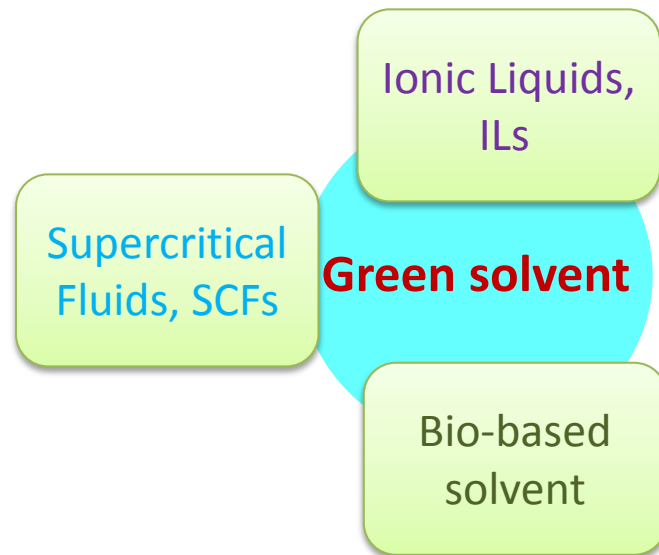 Ionic Liquids,
ILs
Supercritical
Fluids, SCFs
Green solvent
Bio-based
solvent